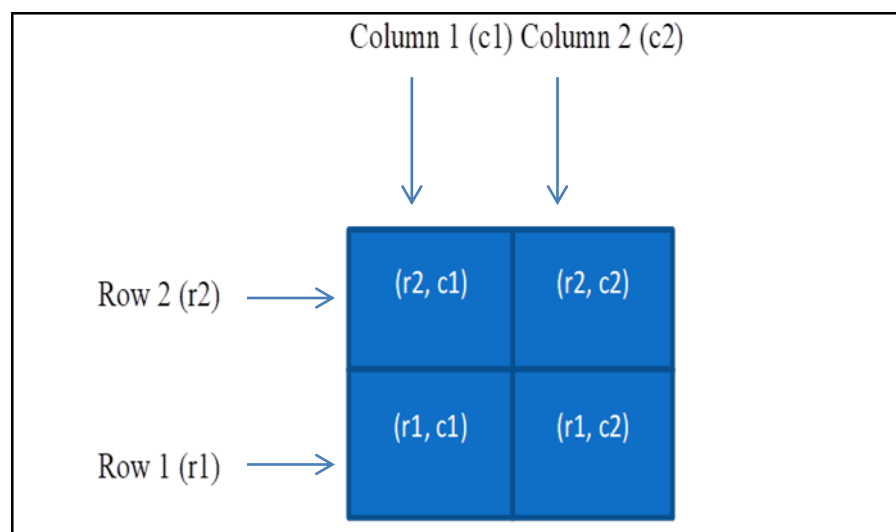 Column 1 (c1) Column 2 (c2)
Row 2 (r2) (r2, c1) (r2, c2)
Row 1 (r1) (r1, c1) (r1, c2)